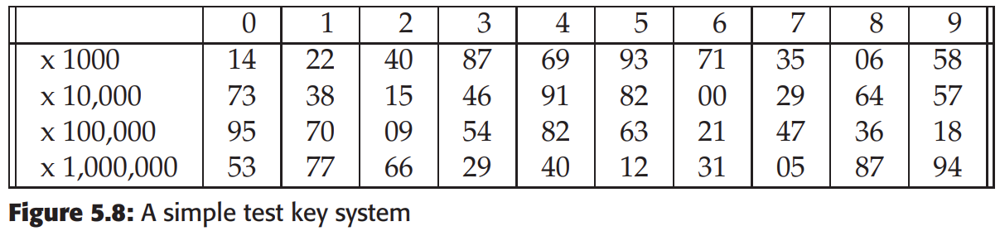 0 1 2 3 4 5 6 7 8 9
x 1000 14 22 40 87 69 93 71 35 06 58
x 10,000 73 38 15 46 91 82 00 29 64 57
x 100,000 95 70 09 54 82 63 21 47 36 18
x 1,000,000 53 77 66 29 40 12 31 05 87 94
Figure 5.8: A simple test key system